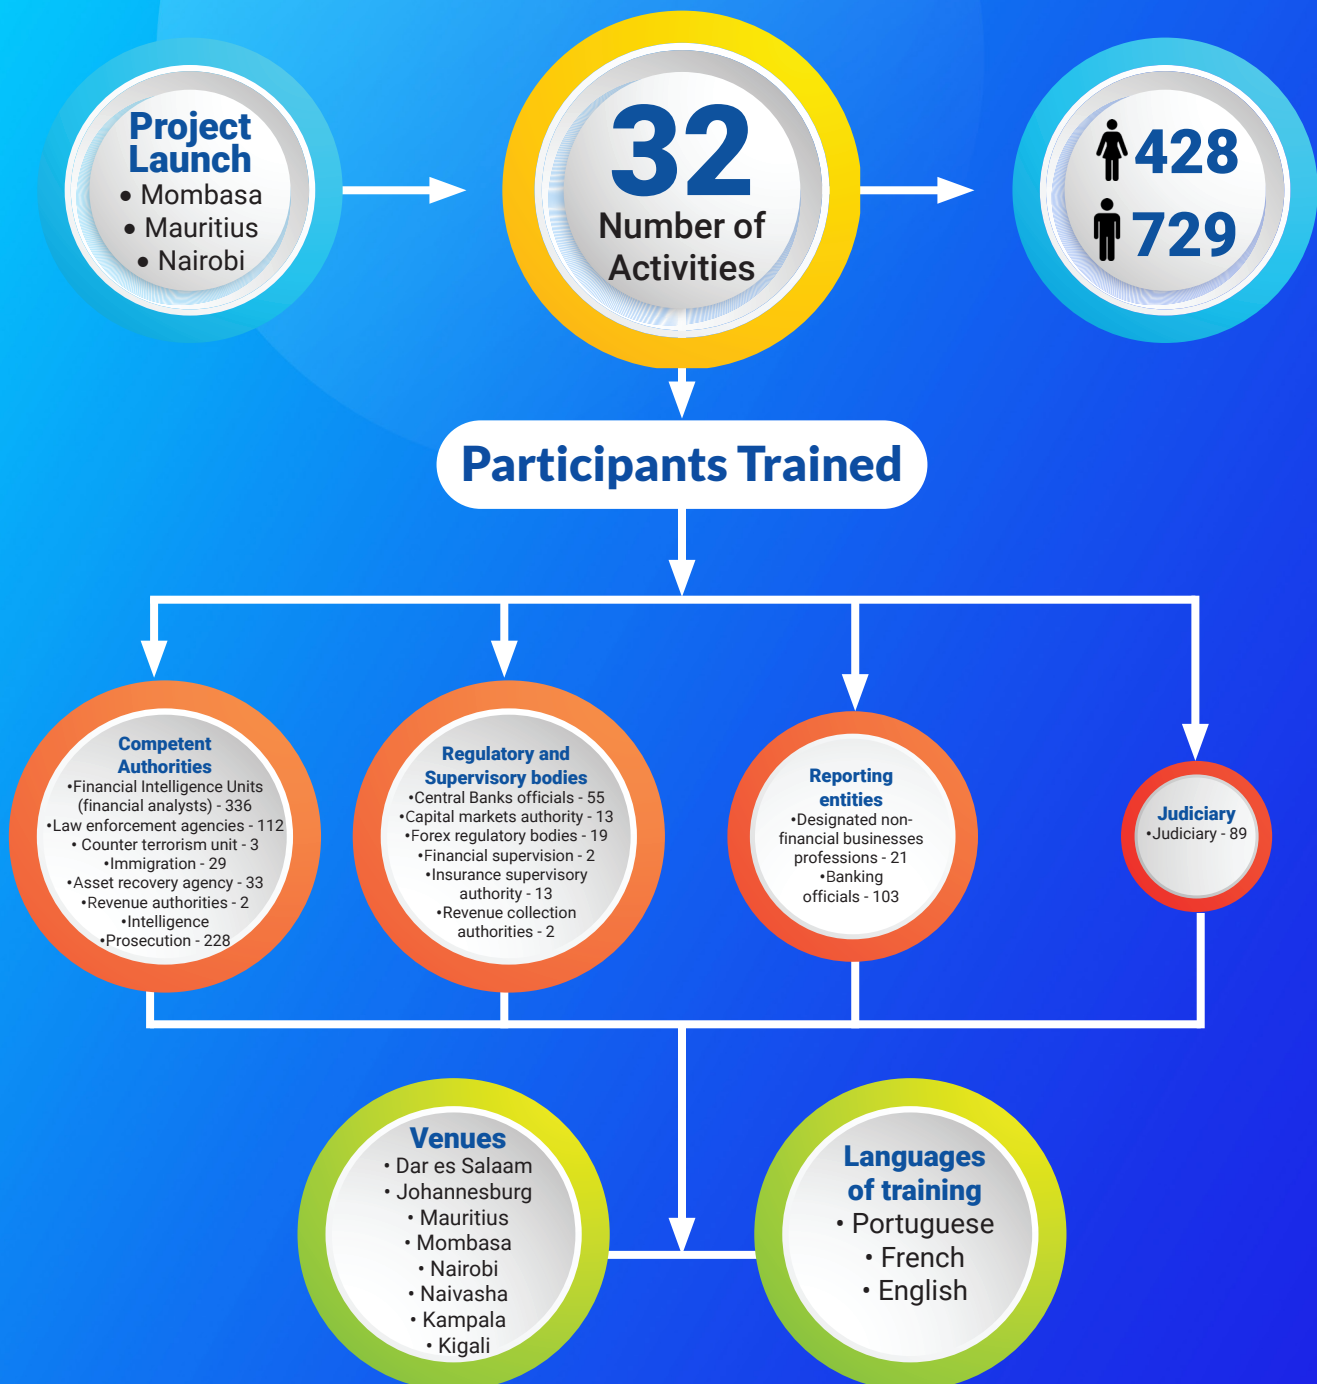 Project
Launch
• Mombasa
• Mauritius
• Nairobi
32
Number of
Activities
428
729
Participants Trained
Competent
Authorities
•Financial Intelligence Units
(financial analysts) - 336
•Law enforcement agencies - 112
• Counter terrorism unit - 3
•Immigration - 29
•Asset recovery agency - 33
•Revenue authorities - 2
•Intelligence
•Prosecution - 228
Regulatory and
Supervisory bodies
•Central Banks officials - 55
•Capital markets authority - 13
•Forex regulatory bodies - 19
•Financial supervision - 2
•Insurance supervisory
authority - 13
•Revenue collection
authorities - 2
Reporting
entities
•Designated non-
financial businesses
professions - 21
•Banking
officials - 103
Judiciary
•Judiciary - 89
Venues
• Dar es Salaam
• Johannesburg
• Mauritius
• Mombasa
• Nairobi
• Naivasha
• Kampala
• Kigali
Languages
of training
• Portuguese
• French
• English